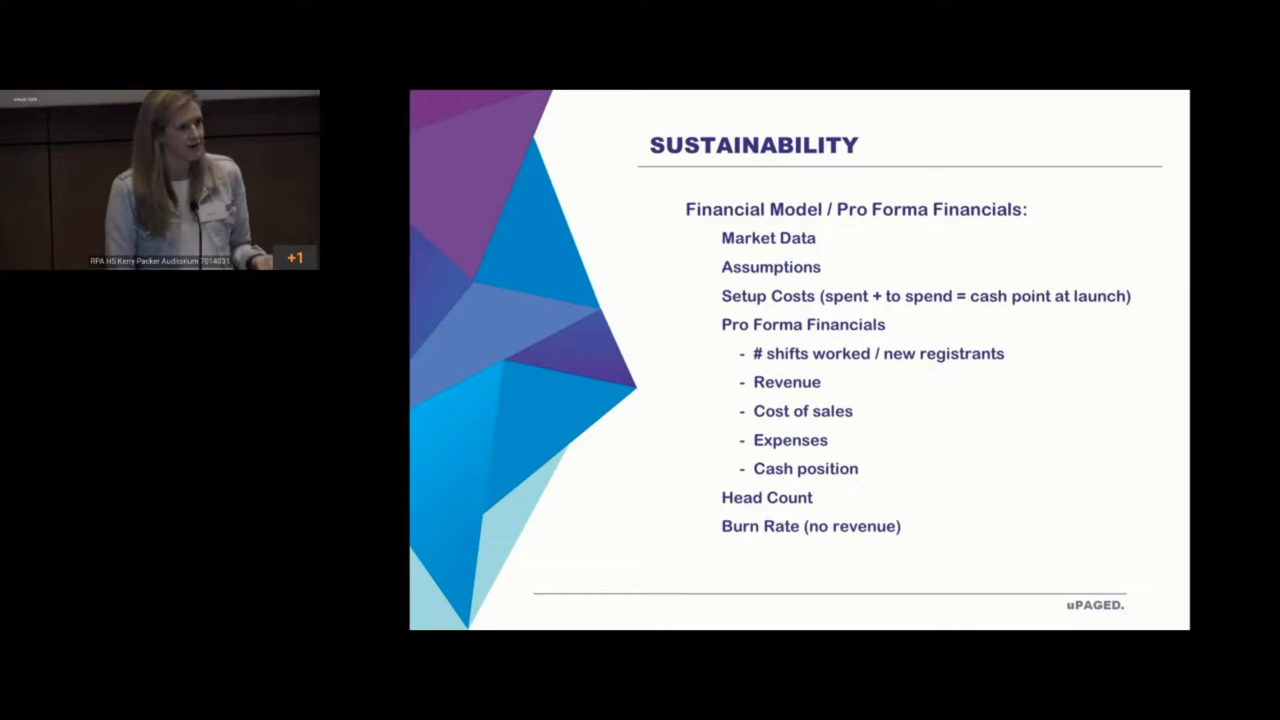 RPA HS Kerry Packer Auditorium 7014031
+1
SUSTAINABILITY
Financial Model / Pro Forma Financials:
Market Data
Assumptions
Setup Costs (spent + to spend = cash point at launch)
Pro Forma Financials
- # shifts worked / new registrants
- Revenue
- Cost of sales
- Expenses
- Cash position
Head Count
Burn Rate (no revenue)
uPAGED.